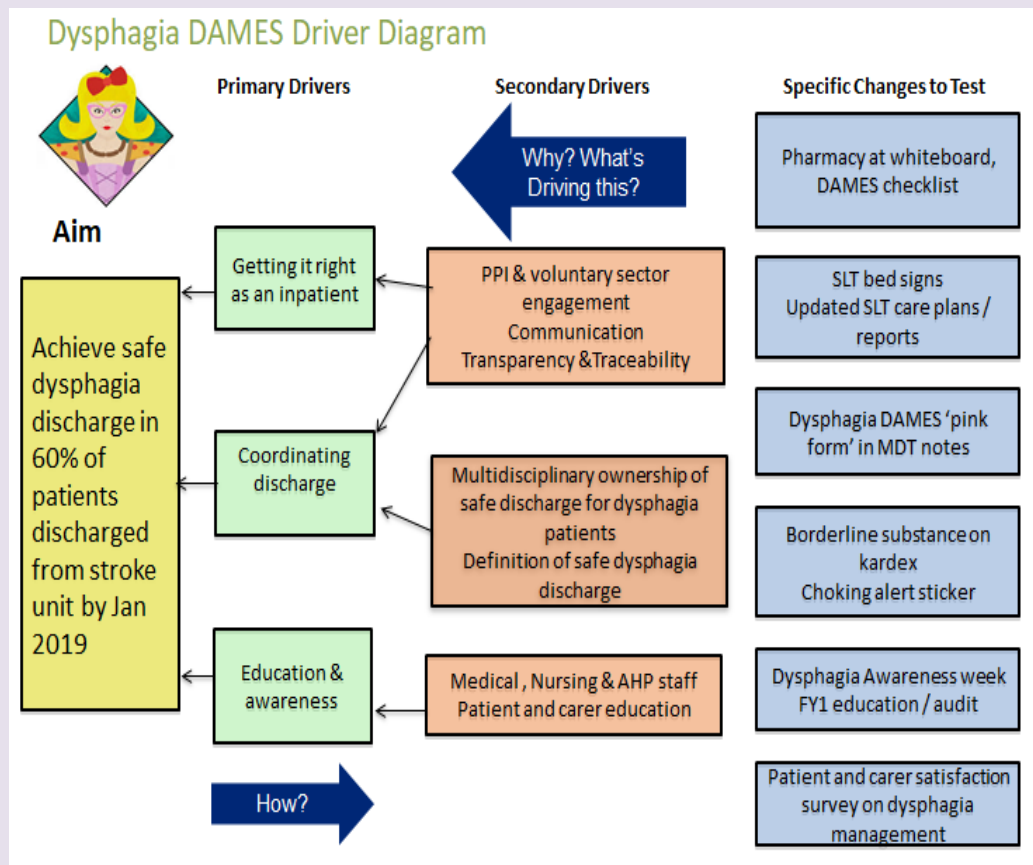 Dysphagia DAMES Driver Diagram
Primary Drivers
Secondary Drivers
Specific Changes to Test
Aim
Achieve safe
dysphagia
discharge in
60% of
patients
discharged
from stroke
unit by Jan
2019
Getting it right
as an inpatient
Coordinating
discharge
Education &
awareness
How?
Why? What's
Driving this?
PPI & voluntary sector
engagement
Communication
Transparency &Traceability
Multidisciplinary ownership of
safe discharge for dysphagia
patients
Definition of safe dysphagia
discharge
Medical , Nursing & AHP staff
Patient and carer education
Pharmacy at whiteboard,
DAMES checklist
SLT bed signs
Updated SLT care plans /
reports
Dysphagia DAMES ‘pink
form’ in MDT notes
Borderline substance on
kardex
Choking alert sticker
Dysphagia Awareness week
FY1 education / audit
Patient and carer satisfaction
survey on dysphagia
management